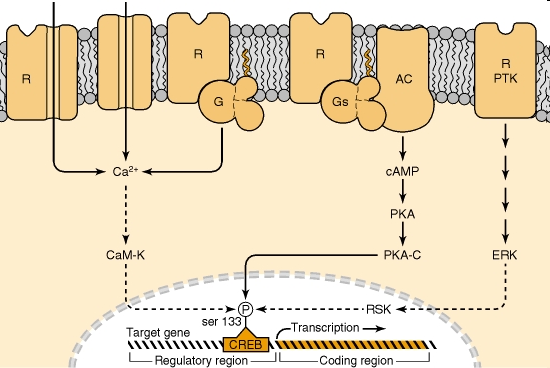 R
R
G
R
Gs
AC
R
PTK
Ca²⁺
cAMP
PKA
CaM-K
PKA-C
ERK
P
RSK
ser 133
Transcription
Target gene
CREB
Regulatory region
Coding region